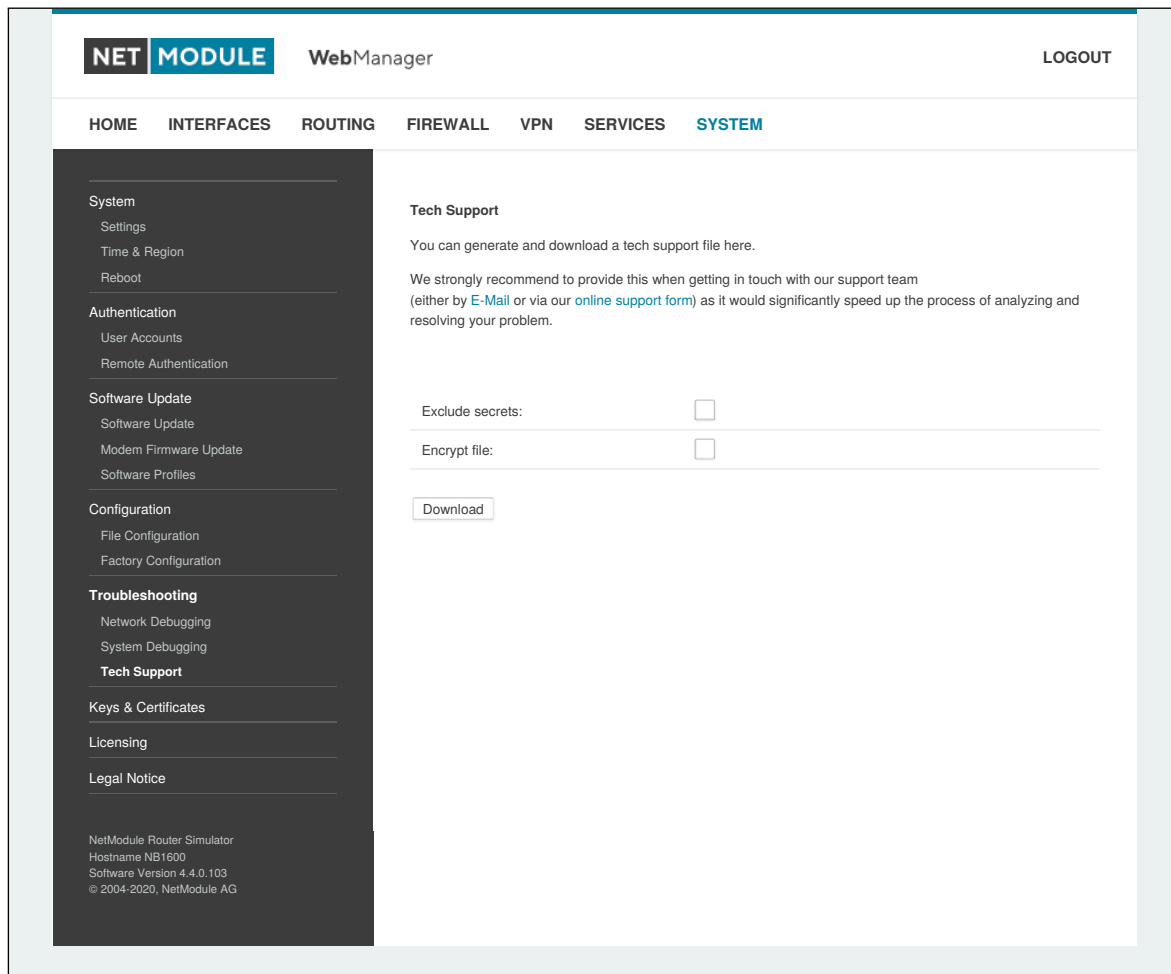 NET MODULE WebManager LOGOUT
HOME INTERFACES ROUTING FIREWALL VPN SERVICES SYSTEM
System
Settings
Time & Region
Reboot
Authentication
User Accounts
Remote Authentication
Software Update
Software Update
Modem Firmware Update
Software Profiles
Configuration
File Configuration
Factory Configuration
Troubleshooting
Network Debugging
System Debugging
Tech Support
Keys & Certificates
Licensing
Legal Notice
NetModule Router Simulator
Hostname NB1600
Software Version 4.4.0.103
© 2004-2020, NetModule AG
Tech Support
You can generate and download a tech support file here.
We strongly recommend to provide this when getting in touch with our support team
(either by E-Mail or via our online support form) as it would significantly speed up the process of analyzing and
resolving your problem.
Exclude secrets:
Encrypt file:
Download